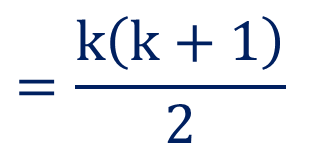 = k(k + 1) / 2